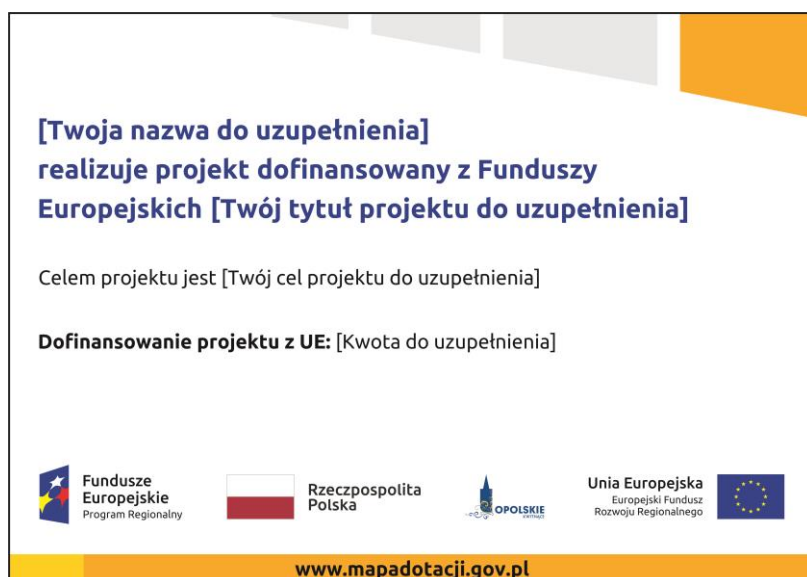 [Twoja nazwa do uzupełnienia]
realizuje projekt dofinansowany z Funduszy
Europejskich [Twój tytuł projektu do uzupełnienia]
Celem projektu jest [Twój cel projektu do uzupełnienia]
Dofinansowanie projektu z UE: [Kwota do uzupełnienia]
Fundusze
Europejskie
Program Regionalny
Rzeczpospolita
Polska
OPOLSKIE
Unia Europejska
Europejski Fundusz
Rozwoju Regionalnego
www.mapadotacji.gov.pl